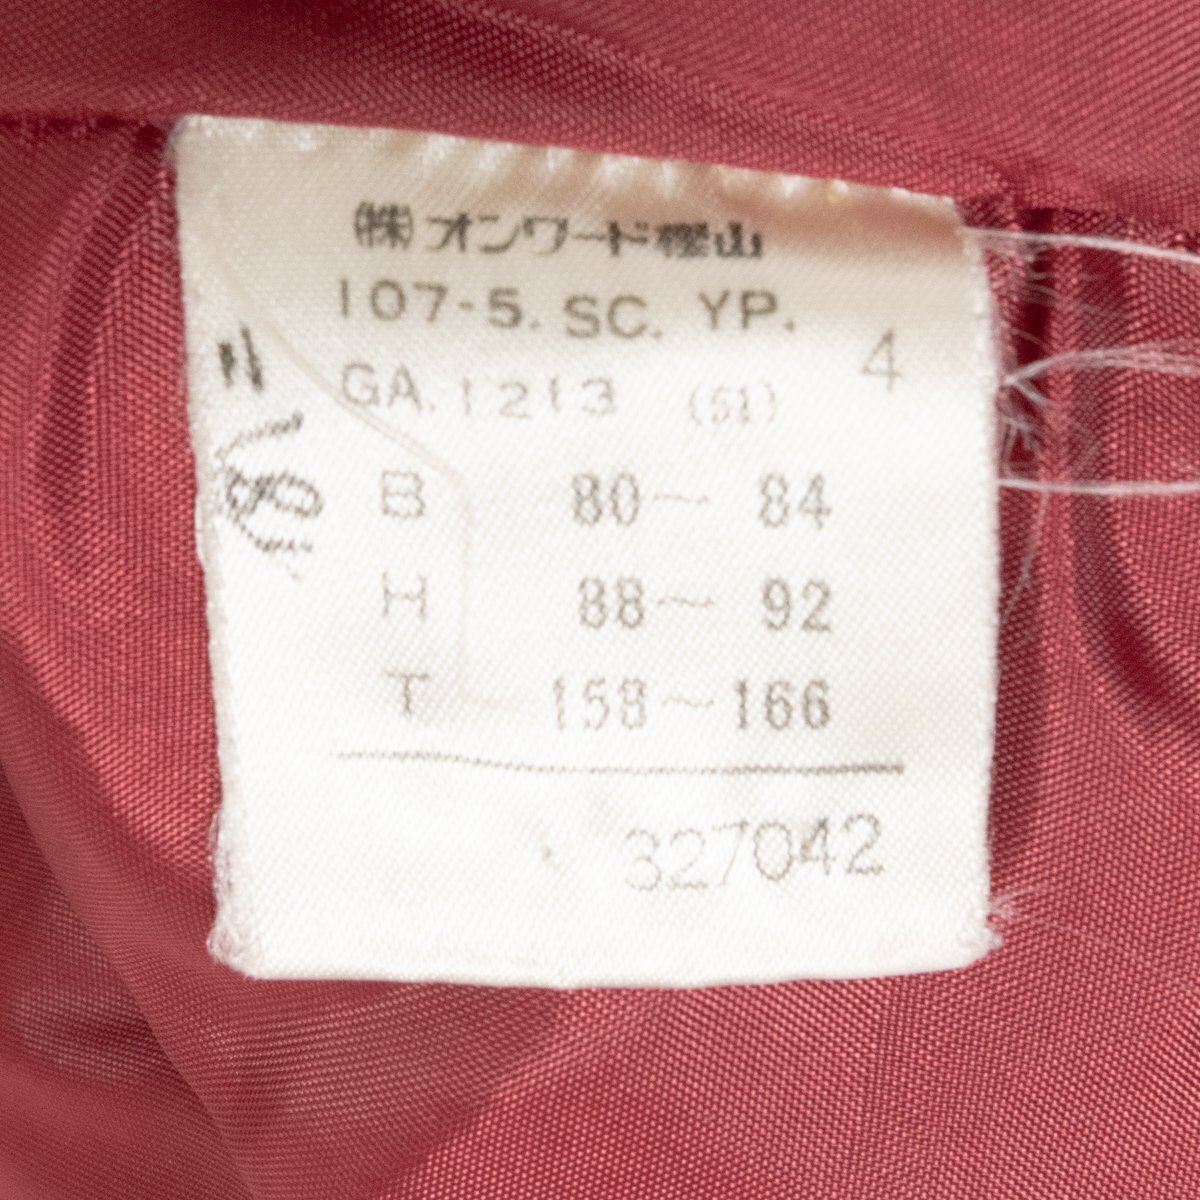 ㈱オンワード樫山
107-5. SC. YP.
4
GA. 1213 (51)
B 80～ 84
H 88～ 92
T 158～166
327042